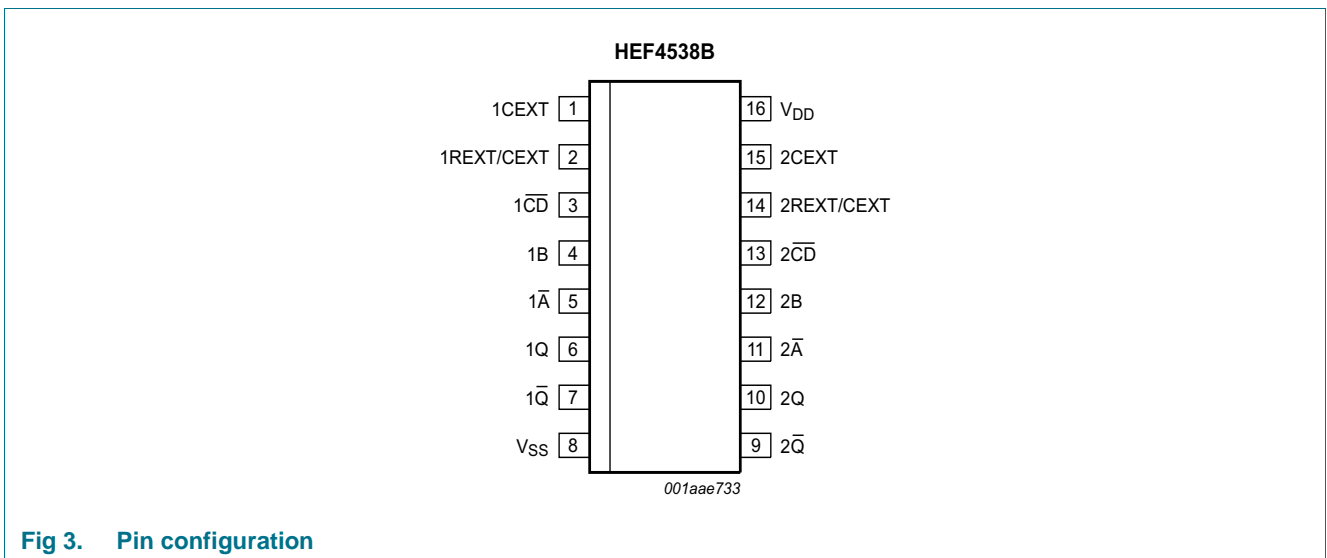 HEF4538B
1CEXT 1 16 VDD
1REXT/CEXT 2 15 2CEXT
1C̅D̅ 3 14 2REXT/CEXT
1B 4 13 2C̅D̅
1A̅ 5 12 2B
1Q 6 11 2A̅
1Q̅ 7 10 2Q
VSS 8 9 2Q̅
001aae733
Fig 3. Pin configuration